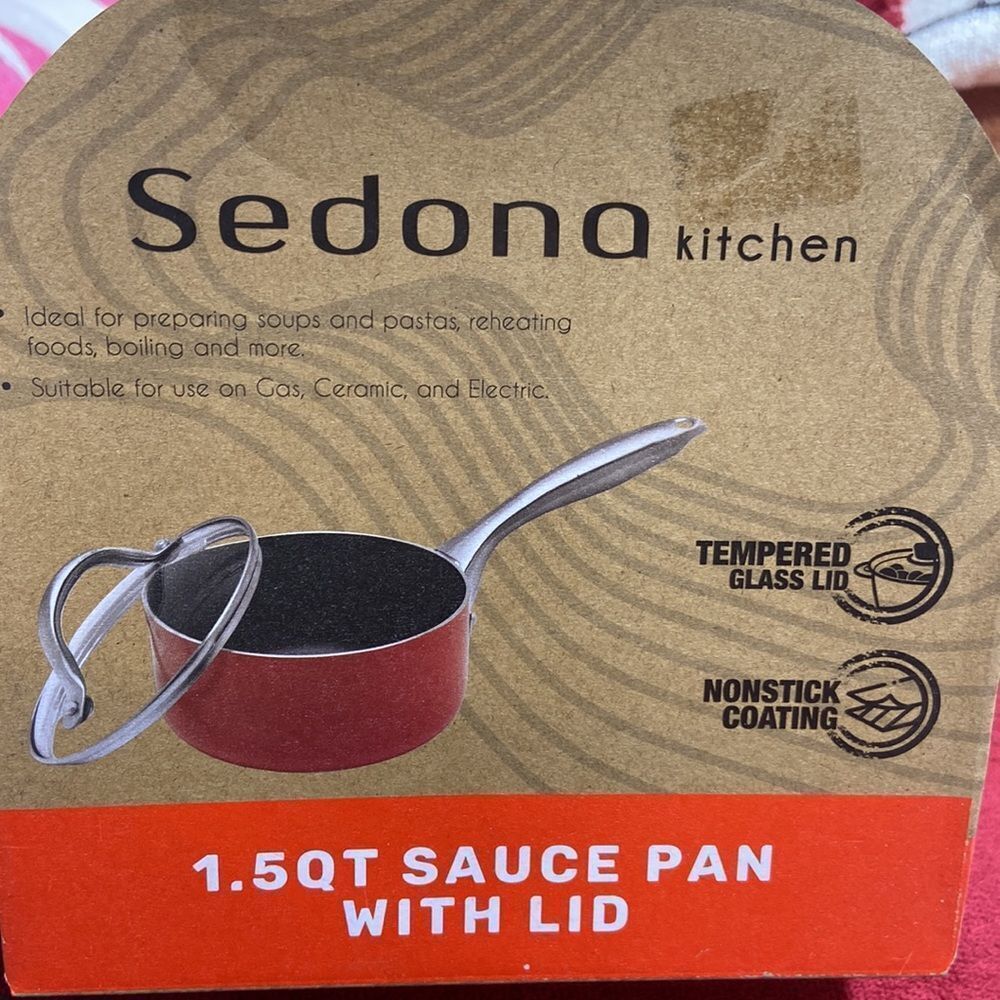 Sedona kitchen
• Ideal for preparing soups and pastas, reheating
foods, boiling and more.
• Suitable for use on Gas, Ceramic, and Electric.
TEMPERED
GLASS LID
NONSTICK
COATING
1.5QT SAUCE PAN
WITH LID